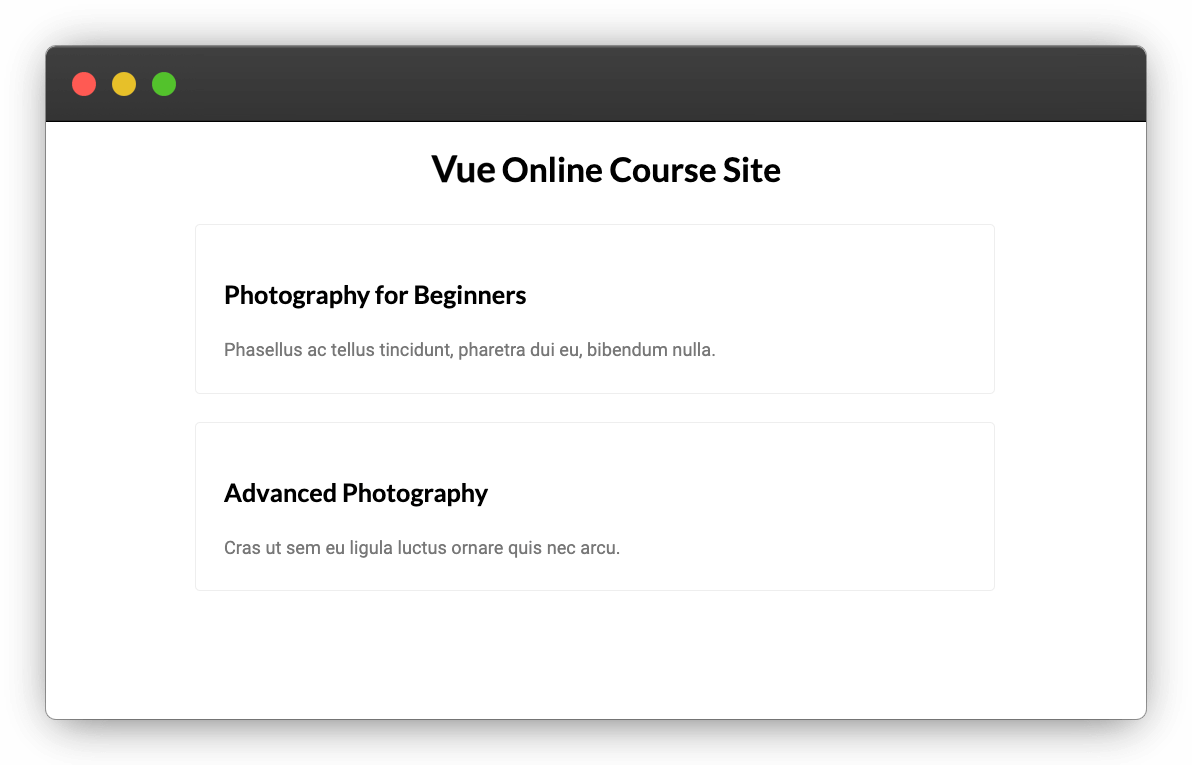 Vue Online Course Site
Photography for Beginners
Phasellus ac tellus tincidunt, pharetra dui eu, bibendum nulla.
Advanced Photography
Cras ut sem eu ligula luctus ornare quis nec arcu.